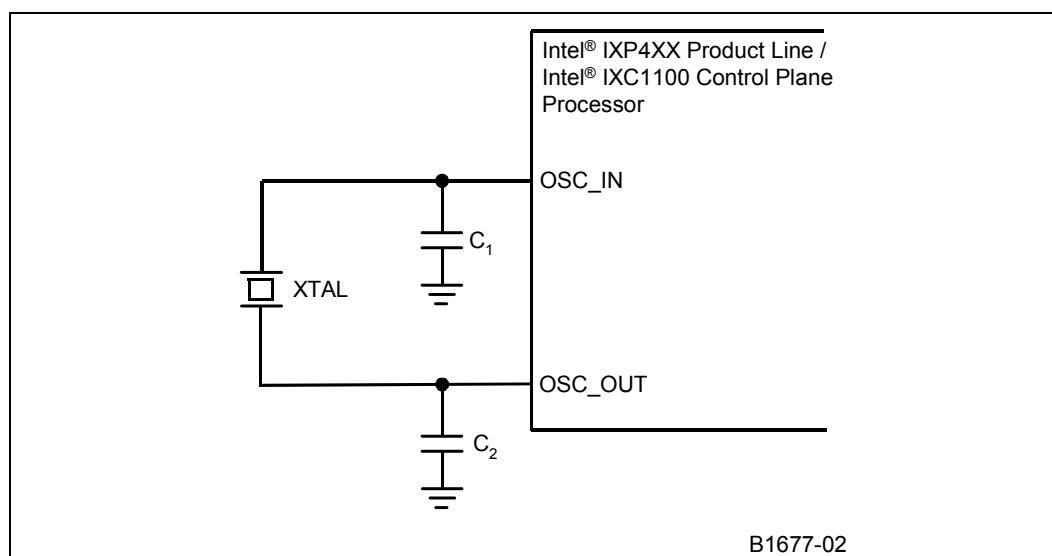 Intel® IXP4XX Product Line /
Intel® IXC1100 Control Plane
Processor
OSC_IN
C₁
XTAL
OSC_OUT
C₂
B1677-02